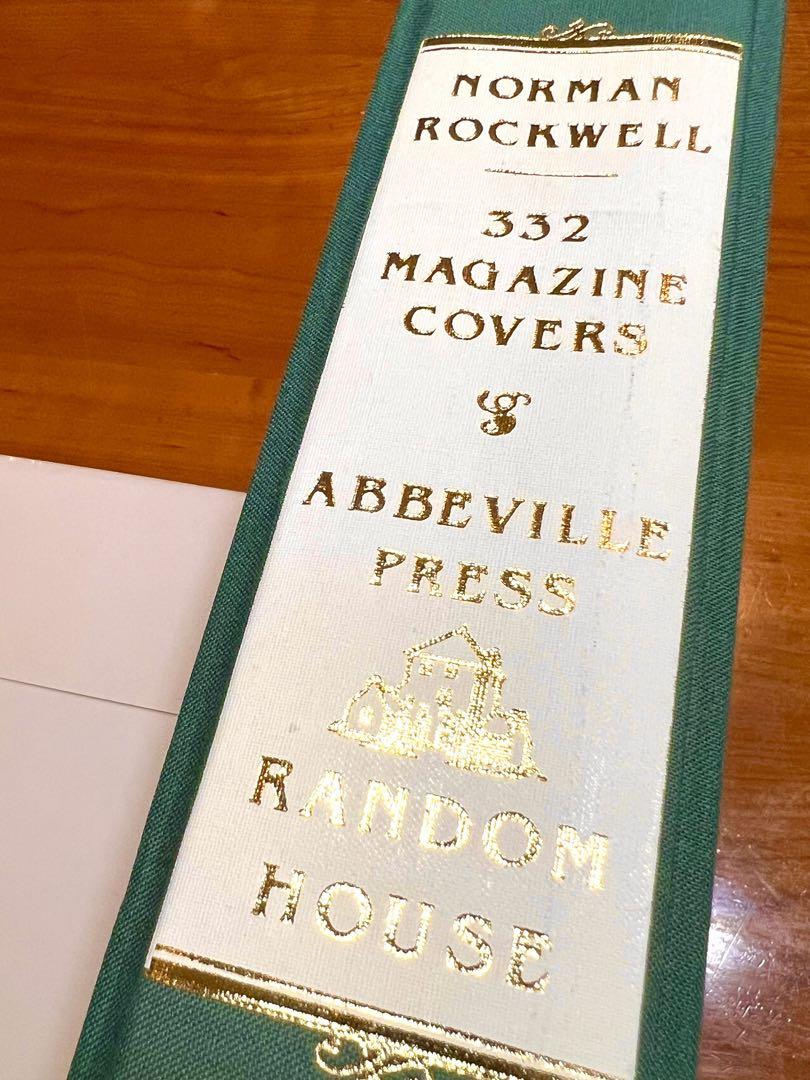 NORMAN
ROCKWELL
332
MAGAZINE
COVERS
ABBEVILLE
PRESS
RANDOM
HOUSE